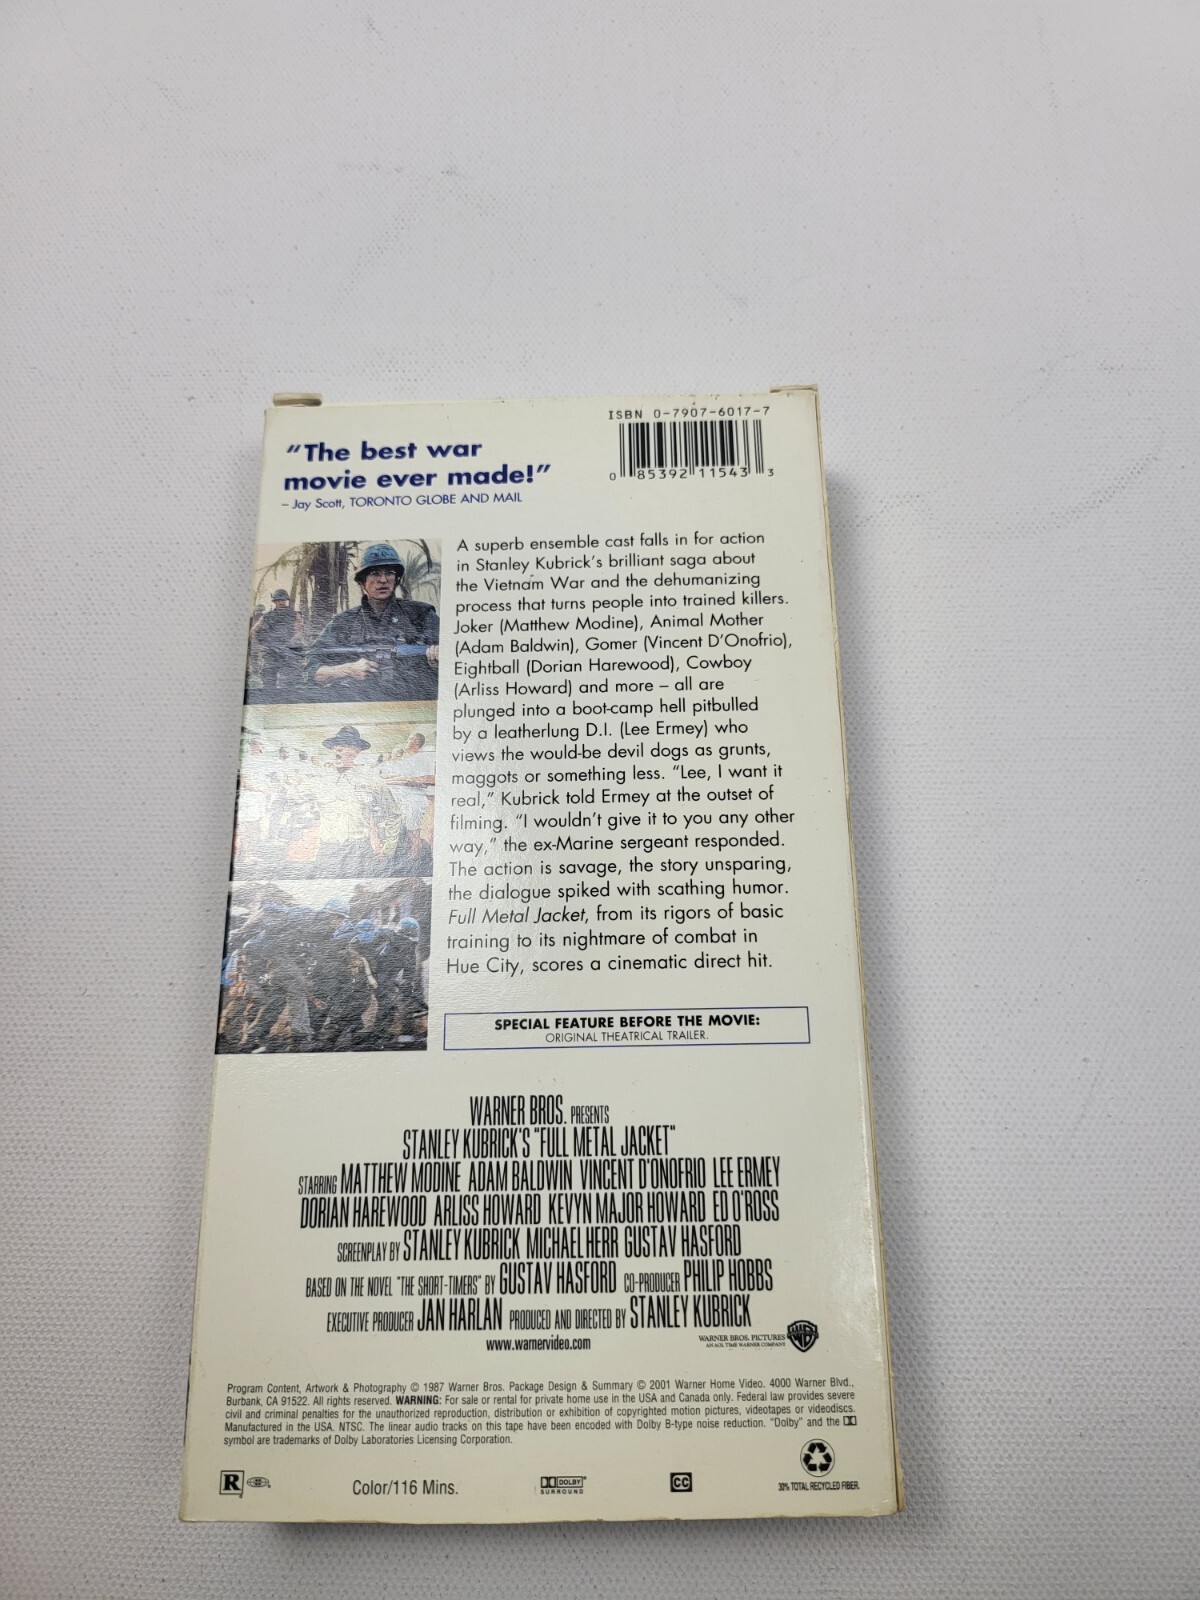 ISBN 0-7907-6017-7
0 85392 11543 3
"The best war
movie ever made!"
– Jay Scott, TORONTO GLOBE AND MAIL
A superb ensemble cast falls in for action
in Stanley Kubrick's brilliant saga about
the Vietnam War and the dehumanizing
process that turns people into trained killers.
Joker (Matthew Modine), Animal Mother
(Adam Baldwin), Gomer (Vincent D'Onofrio),
Eightball (Dorian Harewood), Cowboy
(Arliss Howard) and more – all are
plunged into a boot-camp hell pitbulled
by a leatherlung D.I. (Lee Ermey) who
views the would-be devil dogs as grunts,
maggots or something less. "Lee, I want it
real," Kubrick told Ermey at the outset of
filming. "I wouldn't give it to you any other
way," the ex-Marine sergeant responded.
The action is savage, the story unsparing,
the dialogue spiked with scathing humor.
Full Metal Jacket, from its rigors of basic
training to its nightmare of combat in
Hue City, scores a cinematic direct hit.
SPECIAL FEATURE BEFORE THE MOVIE:
ORIGINAL THEATRICAL TRAILER.
WARNER BROS. PRESENTS
STANLEY KUBRICK'S "FULL METAL JACKET"
STARRING MATTHEW MODINE ADAM BALDWIN VINCENT D'ONOFRIO LEE ERMEY
DORIAN HAREWOOD ARLISS HOWARD KEVYN MAJOR HOWARD ED O'ROSS
SCREENPLAY BY STANLEY KUBRICK MICHAEL HERR GUSTAV HASFORD
BASED ON THE NOVEL "THE SHORT-TIMERS" BY GUSTAV HASFORD CO-PRODUCER PHILIP HOBBS
EXECUTIVE PRODUCER JAN HARLAN PRODUCED AND DIRECTED BY STANLEY KUBRICK
www.warnervideo.com
WARNER BROS. PICTURES
AN AOL TIME WARNER COMPANY
WB
Program Content, Artwork & Photography © 1987 Warner Bros. Package Design & Summary © 2001 Warner Home Video. 4000 Warner Blvd.,
Burbank, CA 91522. All rights reserved. WARNING: For sale or rental for private home use in the USA and Canada only. Federal law provides severe
civil and criminal penalties for the unauthorized reproduction, distribution or exhibition of copyrighted motion pictures, videotapes or videodiscs.
Manufactured in the USA. NTSC. The linear audio tracks on this tape have been encoded with Dolby B-type noise reduction. "Dolby" and the DD
symbol are trademarks of Dolby Laboratories Licensing Corporation.
R
Color/116 Mins.
DOLBY
SURROUND
CC
30% TOTAL RECYCLED FIBER.